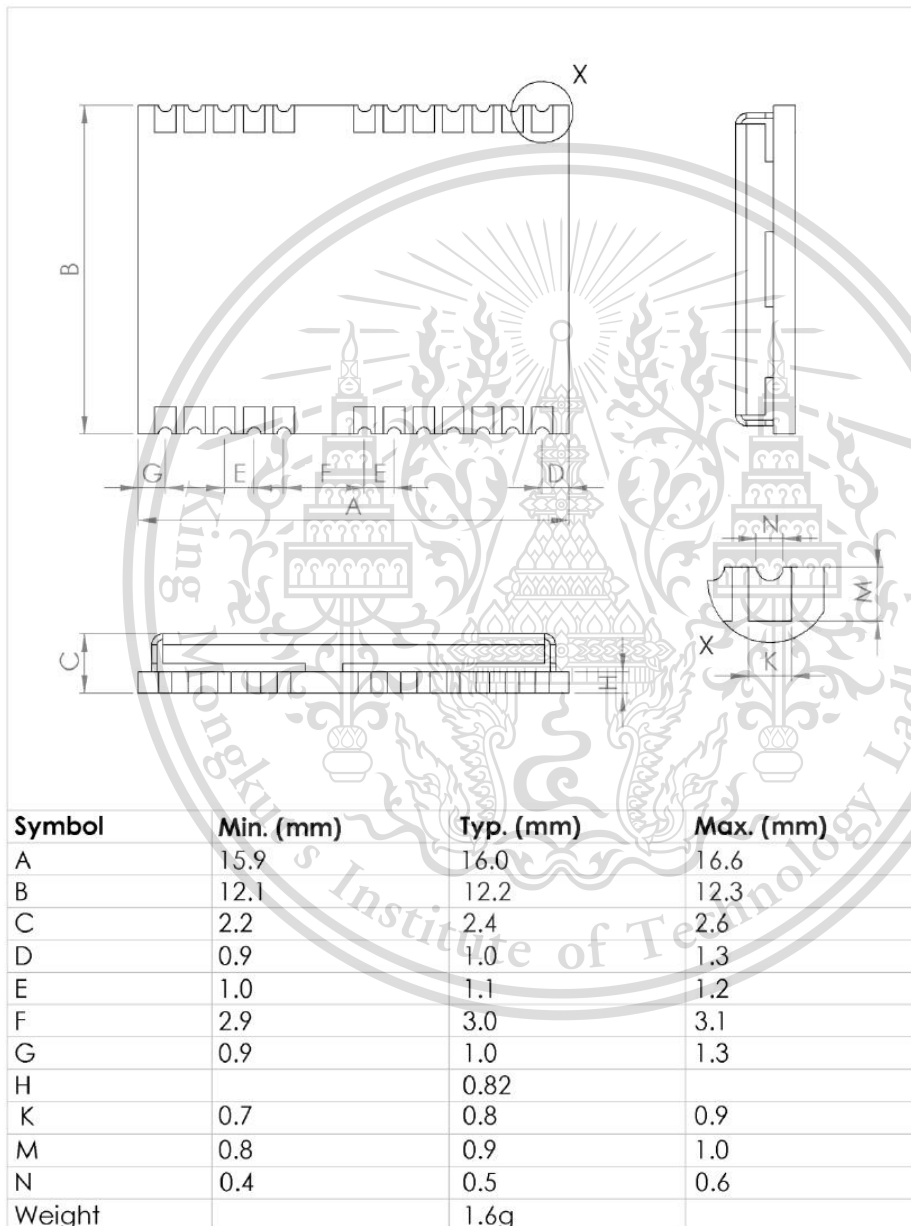 X
B
G E F E D
A
N
M
X
K
C
H
King Mongkut's Institute of Technology Lad
Symbol Min. (mm) Typ. (mm) Max. (mm)
A 15.9 16.0 16.6
B 12.1 12.2 12.3
C 2.2 2.4 2.6
D 0.9 1.0 1.3
E 1.0 1.1 1.2
F 2.9 3.0 3.1
G 0.9 1.0 1.3
H 0.82
K 0.7 0.8 0.9
M 0.8 0.9 1.0
N 0.4 0.5 0.6
Weight 1.6g